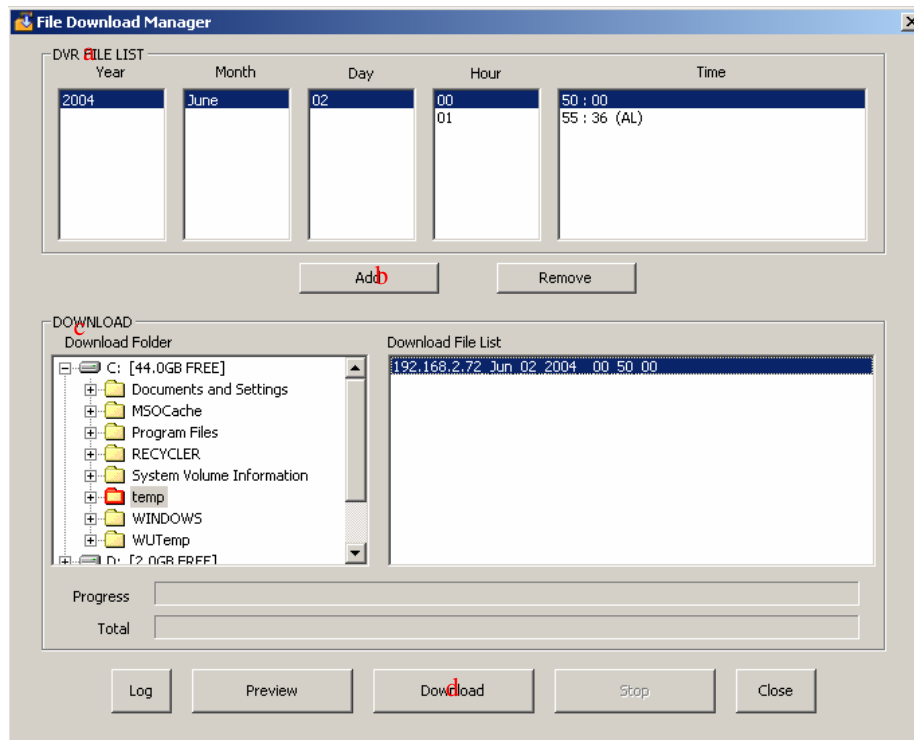 File Download Manager
DVR FILE LIST
a
Year Month Day Hour Time
2004 June 02 00 50 : 00
01 55 : 36 (AL)
Add b Remove
DOWNLOAD
c
Download Folder Download File List
C: [44.0GB FREE] 192.168.2.72 Jun 02 2004 00 50 00
Documents and Settings
MSOCache
Program Files
RECYCLER
System Volume Information
temp
WINDOWS
WUTemp
D: [2.0GB FREE]
Progress
Total
Log Preview Download d Stop Close